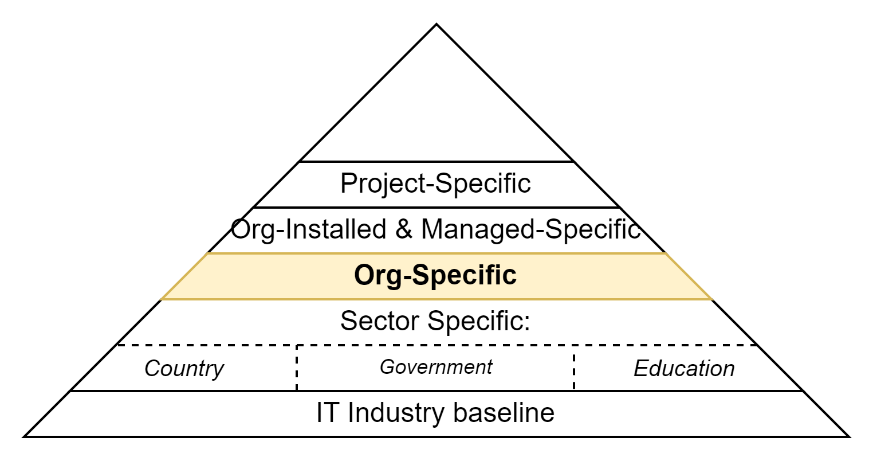 Project-Specific
Org-Installed & Managed-Specific
Org-Specific
Sector Specific:
Country Government Education
IT Industry baseline